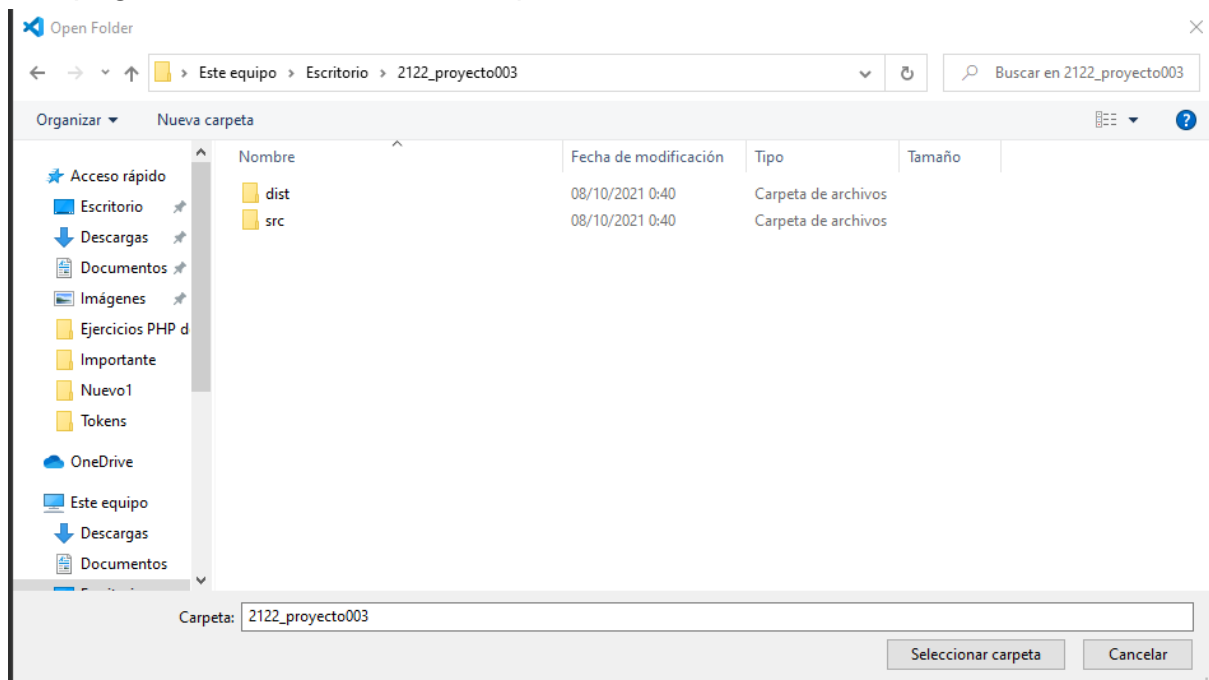 Open Folder
Este equipo > Escritorio > 2122_proyecto003
Buscar en 2122_proyecto003
Organizar
Nueva carpeta
Nombre
Fecha de modificación
Tipo
Tamaño
dist
08/10/2021 0:40
Carpeta de archivos
src
08/10/2021 0:40
Carpeta de archivos
Acceso rápido
Escritorio
Descargas
Documentos
Imágenes
Ejercicios PHP d
Importante
Nuevo1
Tokens
OneDrive
Este equipo
Descargas
Documentos
Carpeta: 2122_proyecto003
Seleccionar carpeta
Cancelar